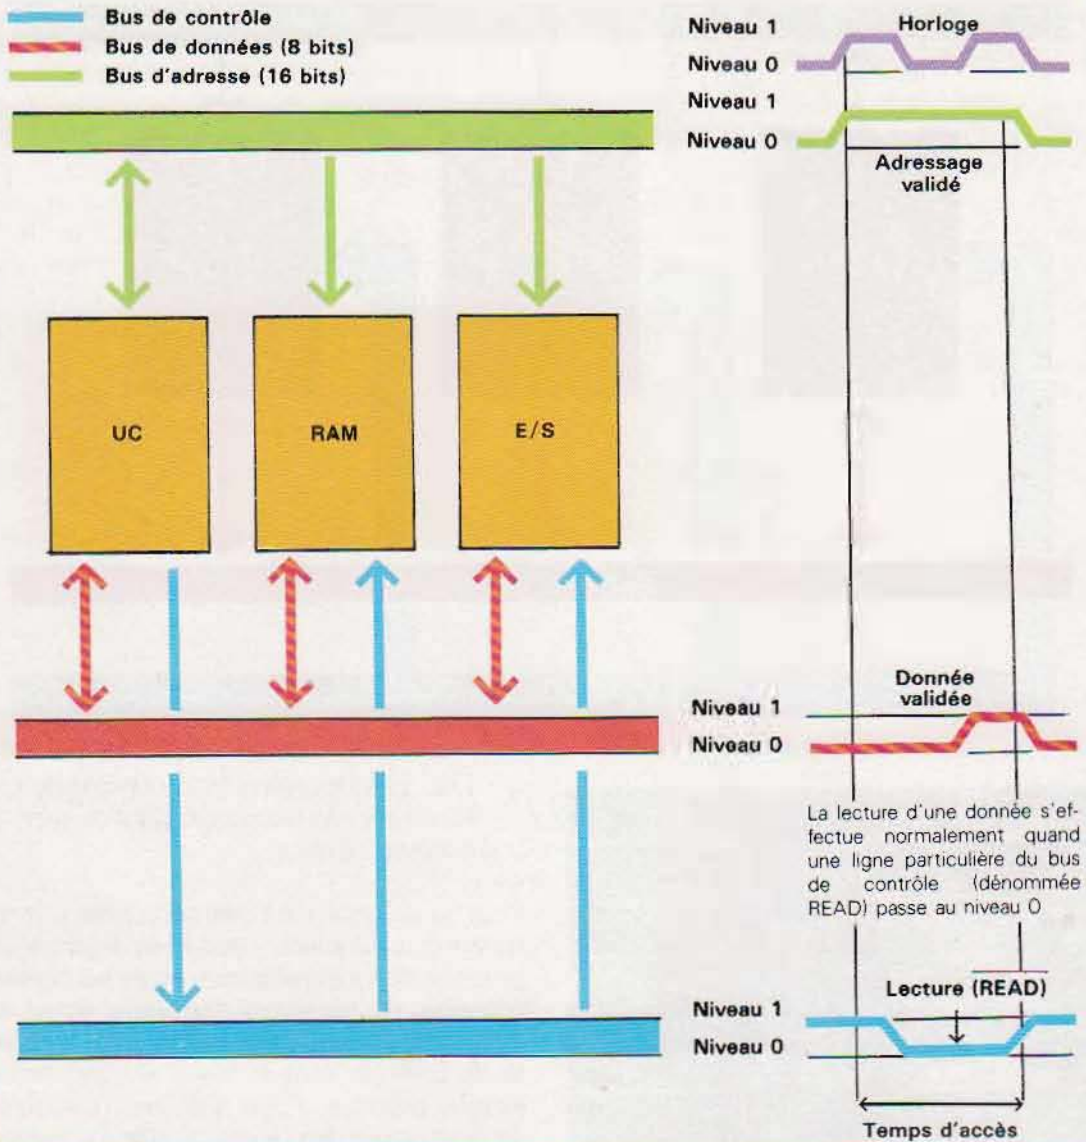 Bus de contrôle
Bus de données (8 bits)
Bus d'adresse (16 bits)
Niveau 1
Horloge
Niveau 0
Niveau 1
Niveau 0
Adressage
validé
UC
RAM
E/S
Donnée
validée
Niveau 1
Niveau 0
La lecture d'une donnée s'ef-
fectue normalement quand
une ligne particulière du bus
de contrôle (dénommée
READ) passe au niveau 0
Lecture (READ)
Niveau 1
Niveau 0
Temps d'accès